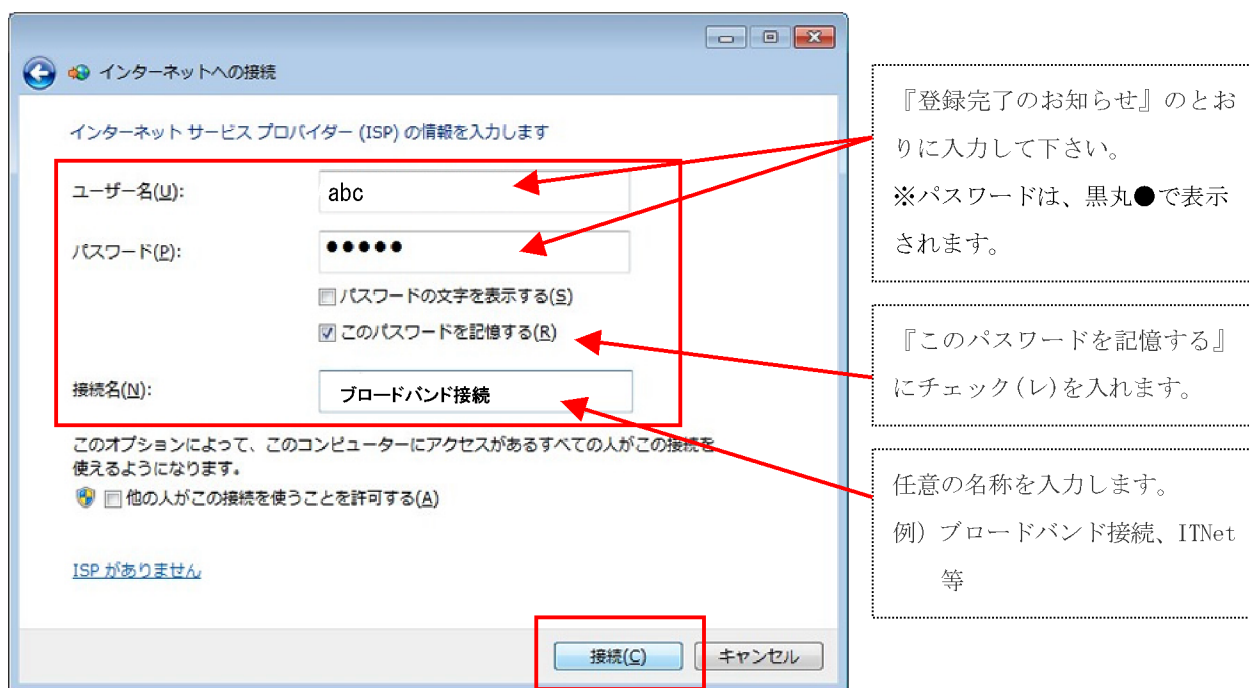 インターネットへの接続
インターネット サービス プロバイダー (ISP) の情報を入力します
ユーザー名(U):
abc
パスワード(P):
●●●●●
パスワードの文字を表示する(S)
このパスワードを記憶する(R)
接続名(N):
ブロードバンド接続
このオプションによって、このコンピューターにアクセスがあるすべての人がこの接続を
使えるようになります。
他の人がこの接続を使うことを許可する(A)
ISP がありません
接続(C)
キャンセル
『登録完了のお知らせ』のとお
りに入力して下さい。
※パスワードは、黒丸●で表示
されます。
『このパスワードを記憶する』
にチェック(レ)を入れます。
任意の名称を入力します。
例）ブロードバンド接続、ITNet
等